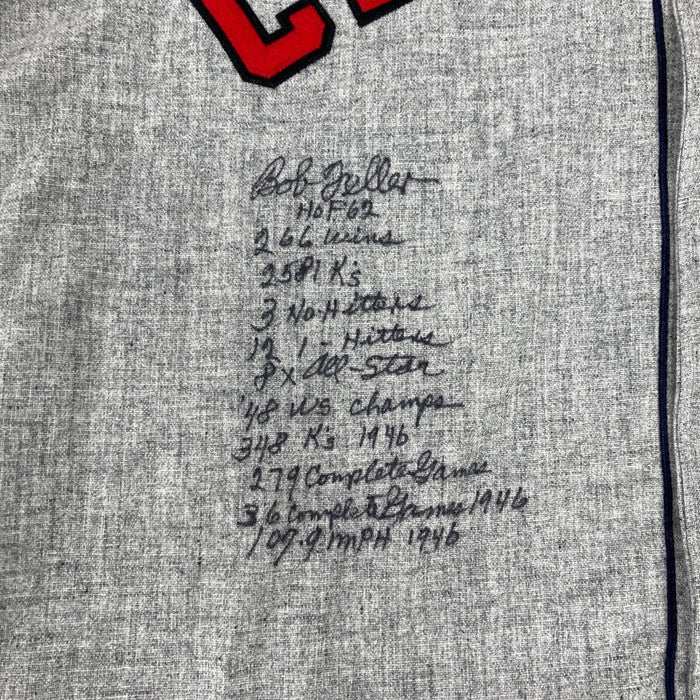 C
Bob Feller
HOF 62
266 Wins
2581 K's
3 No-Hitters
12 1-Hitters
8x All-Star
'48 WS Champs
348 K's 1946
279 Complete Games
36 Complete Games 1946
107.9 MPH 1946